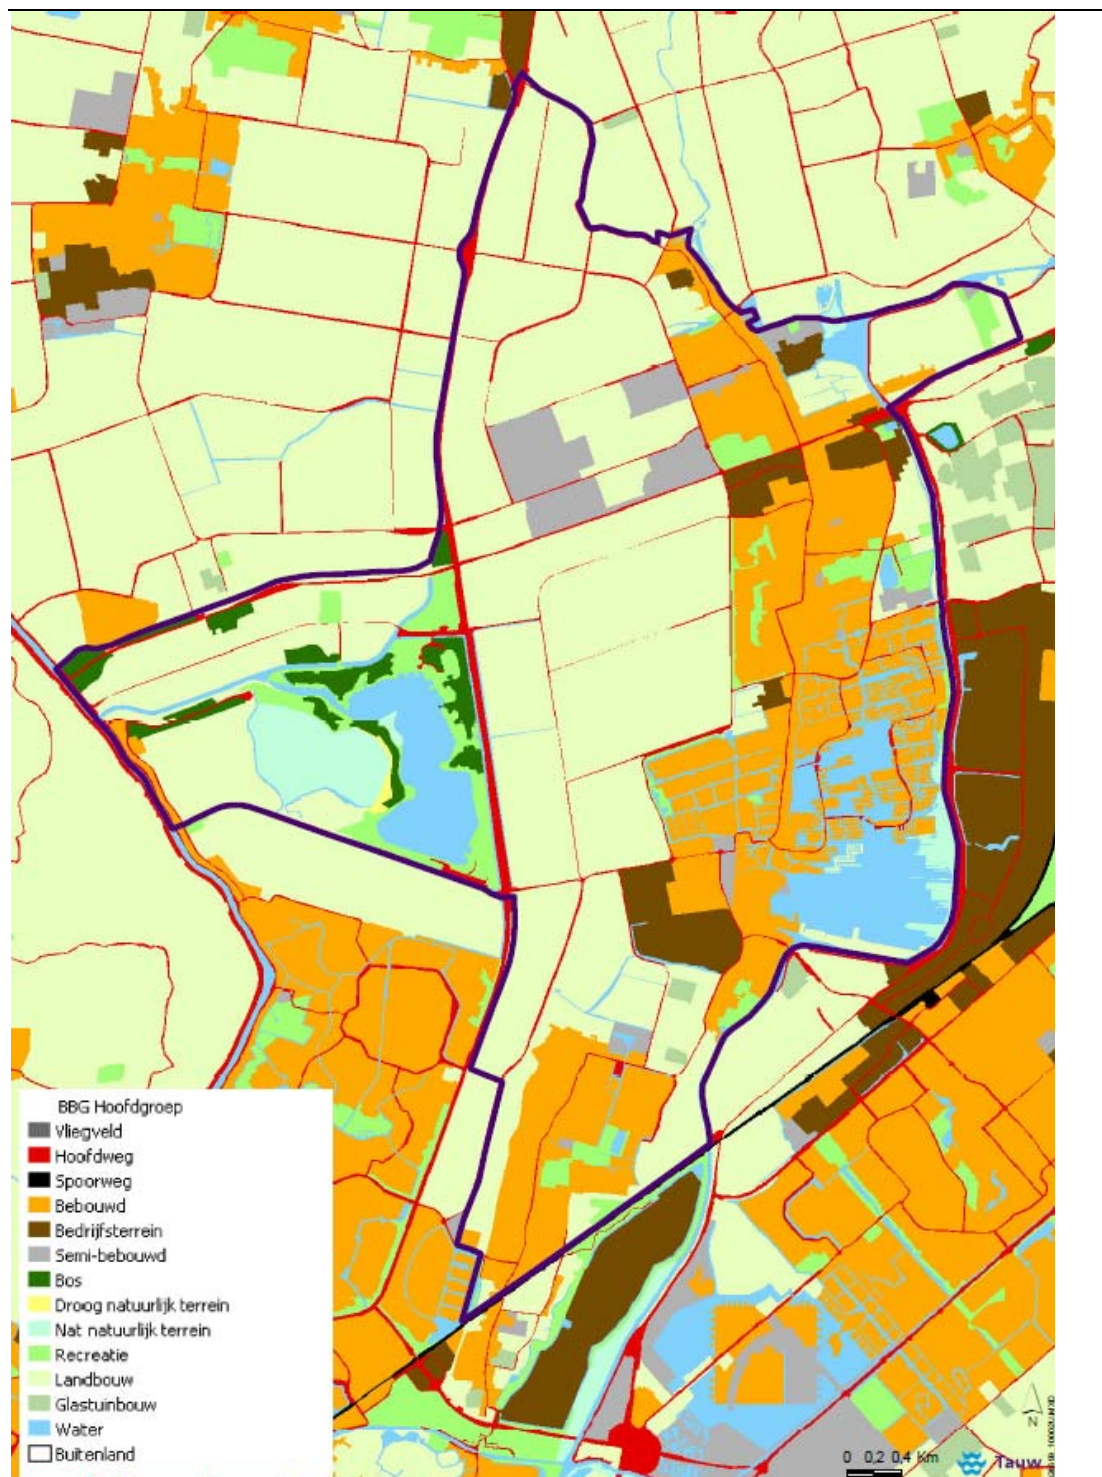 BBG Hoofdgroep
Vliegveld
Hoofdweg
Spoorweg
Bebouwd
Bedrijfsterrein
Semi-bebouwd
Bos
Droog natuurlijk terrein
Nat natuurlijk terrein
Recreatie
Landbouw
Glastuinbouw
Water
Buitenland
N
0 0,2 0,4 Km
Tauw